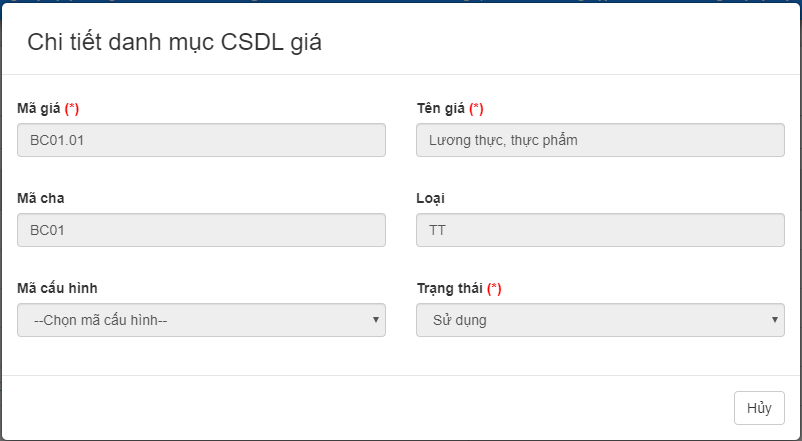 Chi tiết danh mục CSDL giá
Mã giá (*)
Tên giá (*)
BC01.01
Lương thực, thực phẩm
Mã cha
Loại
BC01
TT
Mã cấu hình
Trạng thái (*)
--Chọn mã cấu hình--
Sử dụng
Hủy